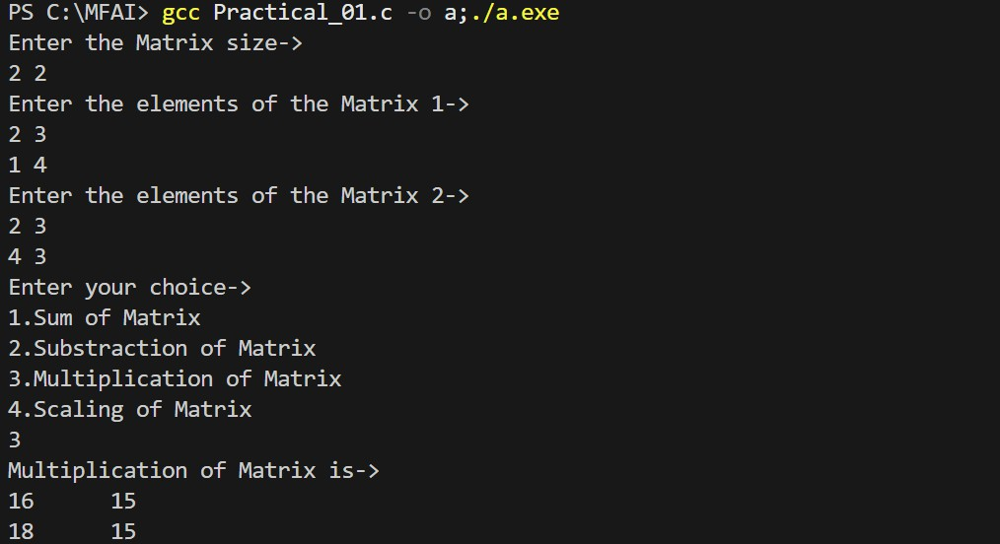 PS C:\MFAI> gcc Practical_01.c -o a;./a.exe
Enter the Matrix size->
2 2
Enter the elements of the Matrix 1->
2 3
1 4
Enter the elements of the Matrix 2->
2 3
4 3
Enter your choice->
1.Sum of Matrix
2.Substraction of Matrix
3.Multiplication of Matrix
4.Scaling of Matrix
3
Multiplication of Matrix is->
16      15
18      15